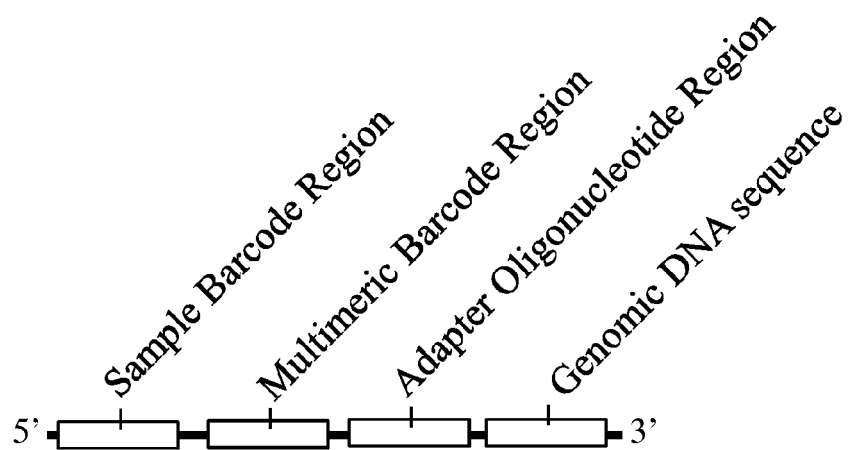 Sample Barcode Region
Multimeric Barcode Region
Adapter Oligonucleotide Region
Genomic DNA sequence
5’
3’